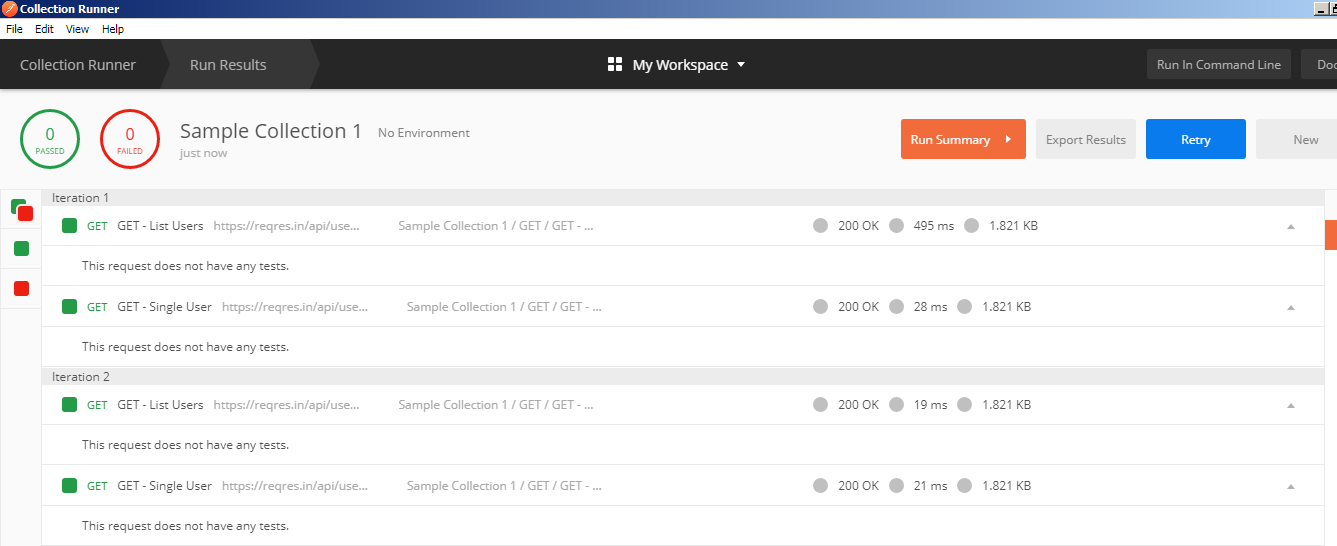 Collection Runner
File Edit View Help
Collection Runner Run Results My Workspace Run In Command Line Doc
0 PASSED
0 FAILED
Sample Collection 1 No Environment
just now
Run Summary Export Results Retry New
Iteration 1
GET GET - List Users https://reqres.in/api/use... Sample Collection 1 / GET / GET - ... 200 OK 495 ms 1.821 KB
This request does not have any tests.
GET GET - Single User https://reqres.in/api/use... Sample Collection 1 / GET / GET - ... 200 OK 28 ms 1.821 KB
This request does not have any tests.
Iteration 2
GET GET - List Users https://reqres.in/api/use... Sample Collection 1 / GET / GET - ... 200 OK 19 ms 1.821 KB
This request does not have any tests.
GET GET - Single User https://reqres.in/api/use... Sample Collection 1 / GET / GET - ... 200 OK 21 ms 1.821 KB
This request does not have any tests.